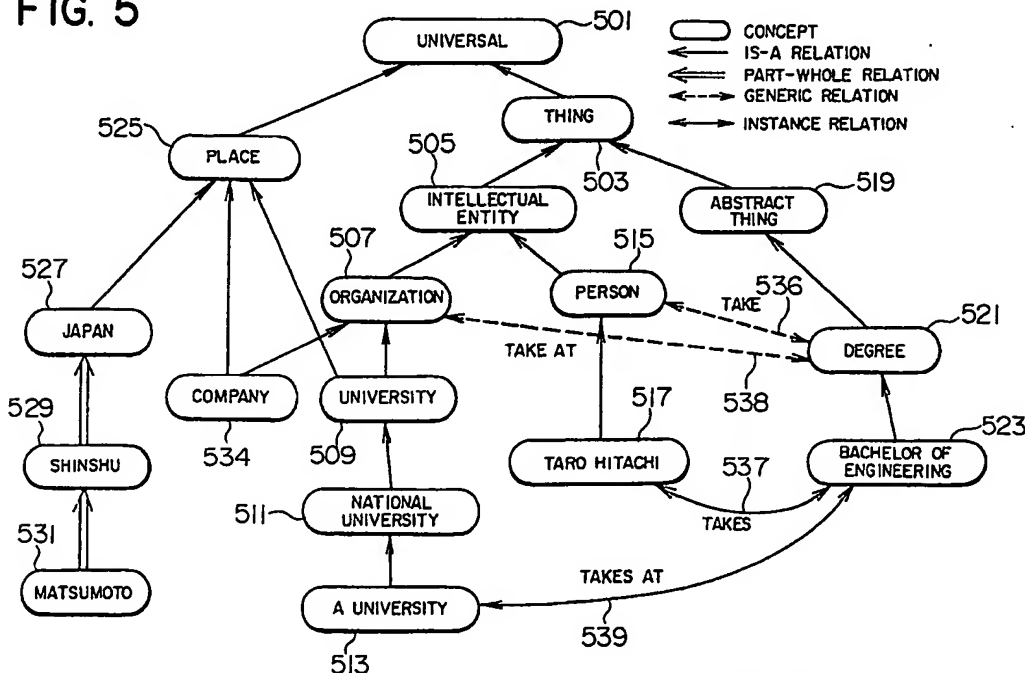 FIG. 5
UNIVERSAL
501
CONCEPT
IS-A RELATION
PART-WHOLE RELATION
GENERIC RELATION
INSTANCE RELATION
525
PLACE
THING
503
505
INTELLECTUAL
ENTITY
519
ABSTRACT
THING
507
ORGANIZATION
515
PERSON
TAKE
536
521
DEGREE
527
JAPAN
TAKE AT
538
COMPANY
534
UNIVERSITY
509
517
TARO HITACHI
523
BACHELOR OF
ENGINEERING
529
SHINSHU
537
TAKES
511
NATIONAL
UNIVERSITY
531
MATSUMOTO
TAKES AT
539
A UNIVERSITY
513